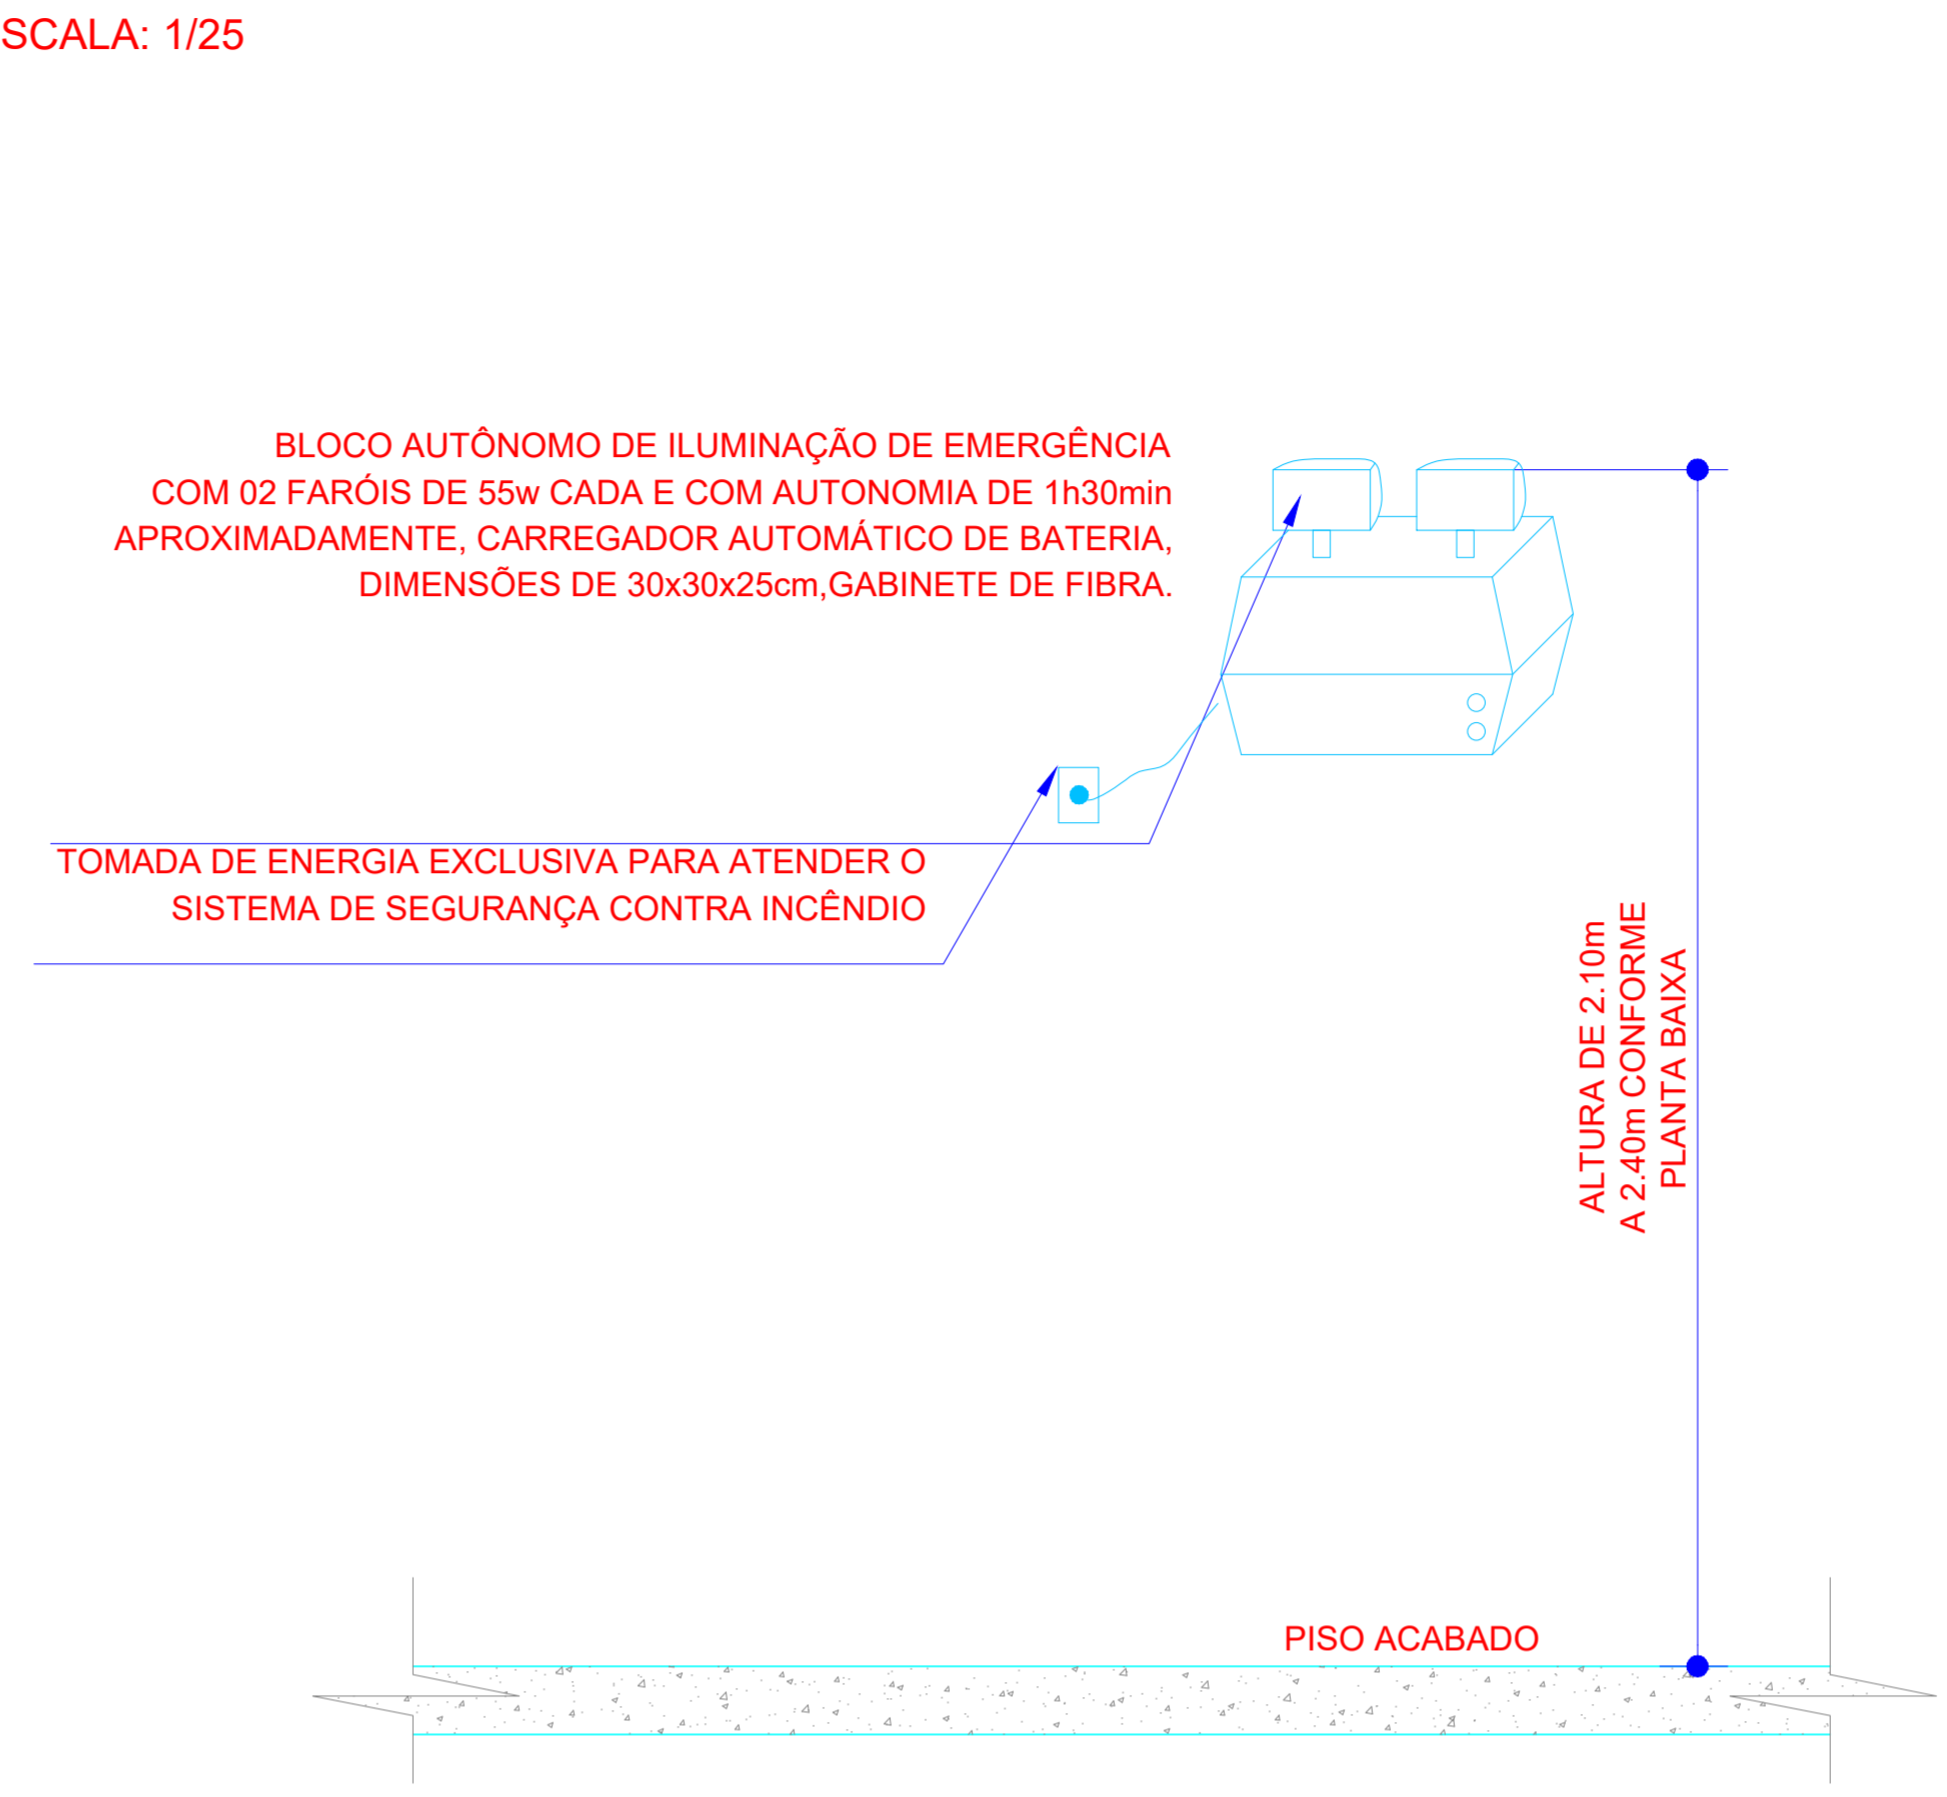 SCALA: 1/25
BLOCO AUTÔNOMO DE ILUMINAÇÃO DE EMERGÊNCIA
COM 02 FARÓIS DE 55w CADA E COM AUTONOMIA DE 1h30min
APROXIMADAMENTE, CARREGADOR AUTOMÁTICO DE BATERIA,
DIMENSÕES DE 30x30x25cm,GABINETE DE FIBRA.
TOMADA DE ENERGIA EXCLUSIVA PARA ATENDER O
SISTEMA DE SEGURANÇA CONTRA INCÊNDIO
ALTURA DE 2.10m
A 2.40m CONFORME
PLANTA BAIXA
PISO ACABADO